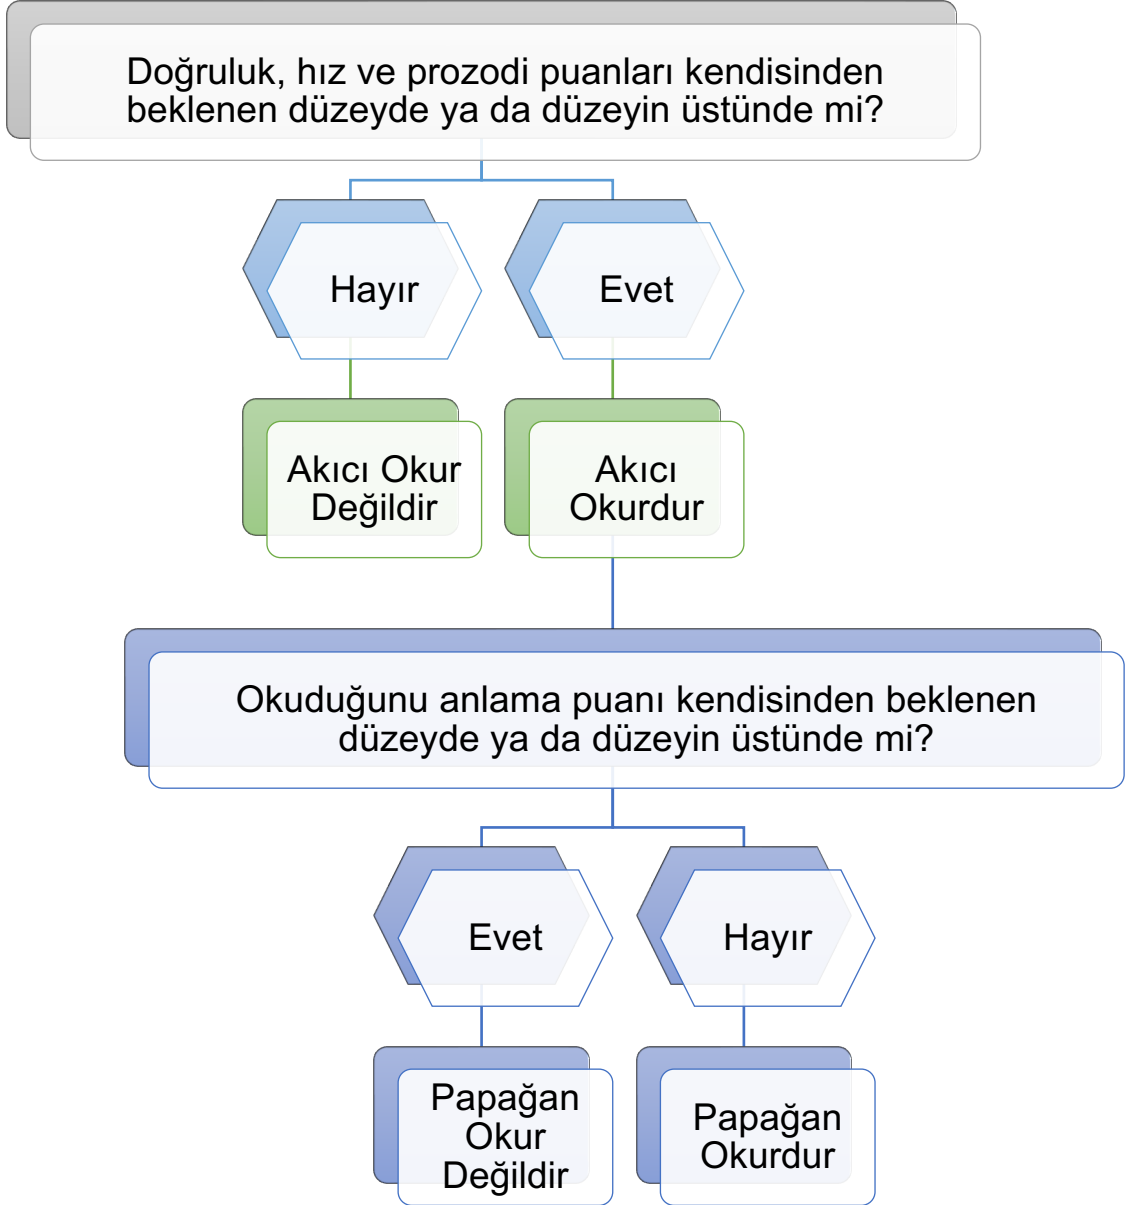 Doğruluk, hız ve prozodi puanları kendisinden
beklenen düzeyde ya da düzeyin üstünde mi?
Hayır
Evet
Akıcı Okur
Değildir
Akıcı
Okurdur
Okuduğunu anlama puanı kendisinden beklenen
düzeyde ya da düzeyin üstünde mi?
Evet
Hayır
Papağan
Okur
Değildir
Papağan
Okurdur